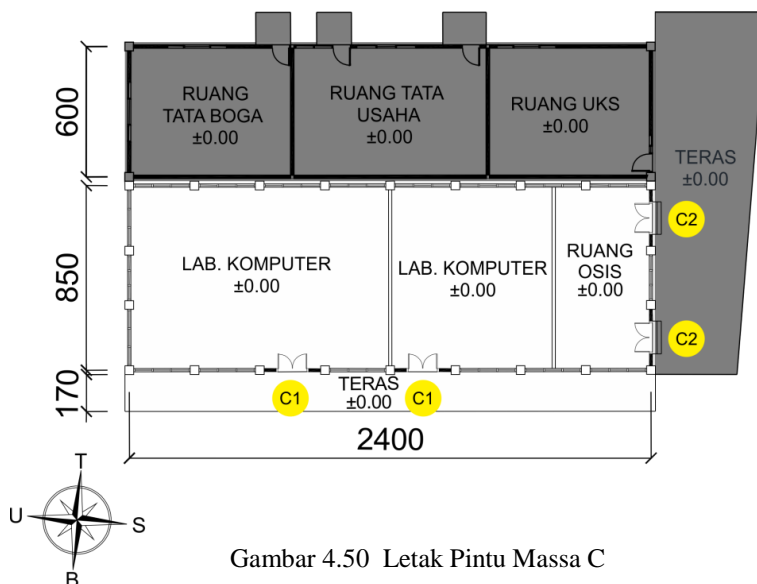 RUANG
TATA BOGA
±0.00
RUANG TATA
USAHA
±0.00
RUANG UKS
±0.00
TERAS
±0.00
600
LAB. KOMPUTER
±0.00
LAB. KOMPUTER
±0.00
RUANG
OSIS
±0.00
C2
C2
850
C1
TERAS
±0.00
C1
170
2400
T
U
S
B
Gambar 4.50 Letak Pintu Massa C